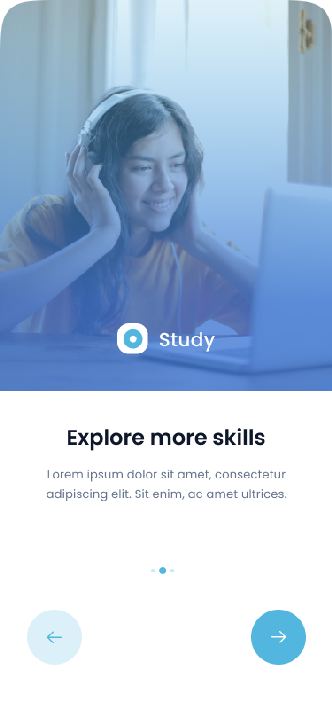 Study
Explore more skills
Lorem ipsum dolor sit amet, consectetur
adipiscing elit. Sit enim, ac amet ultrices.